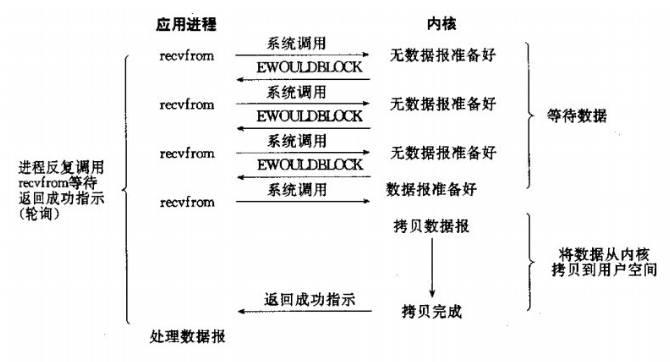 应用进程 内核
recvfrom 系统调用 无数据报准备好
EWOULDBLOCK
recvfrom 系统调用 无数据报准备好
EWOULDBLOCK
等待数据
recvfrom 系统调用 无数据报准备好
EWOULDBLOCK
进程反复调用
recvfrom等待
返回成功指示
(轮询)
recvfrom 系统调用 数据报准备好
拷贝数据报
将数据从内核
拷贝到用户空间
返回成功指示 拷贝完成
处理数据报